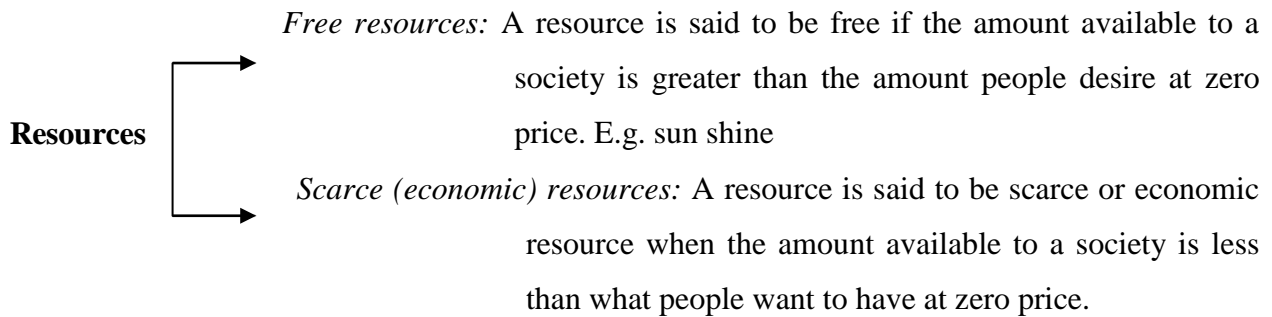 Free resources: A resource is said to be free if the amount available to a
society is greater than the amount people desire at zero
Resources
price. E.g. sun shine
Scarce (economic) resources: A resource is said to be scarce or economic
resource when the amount available to a society is less
than what people want to have at zero price.